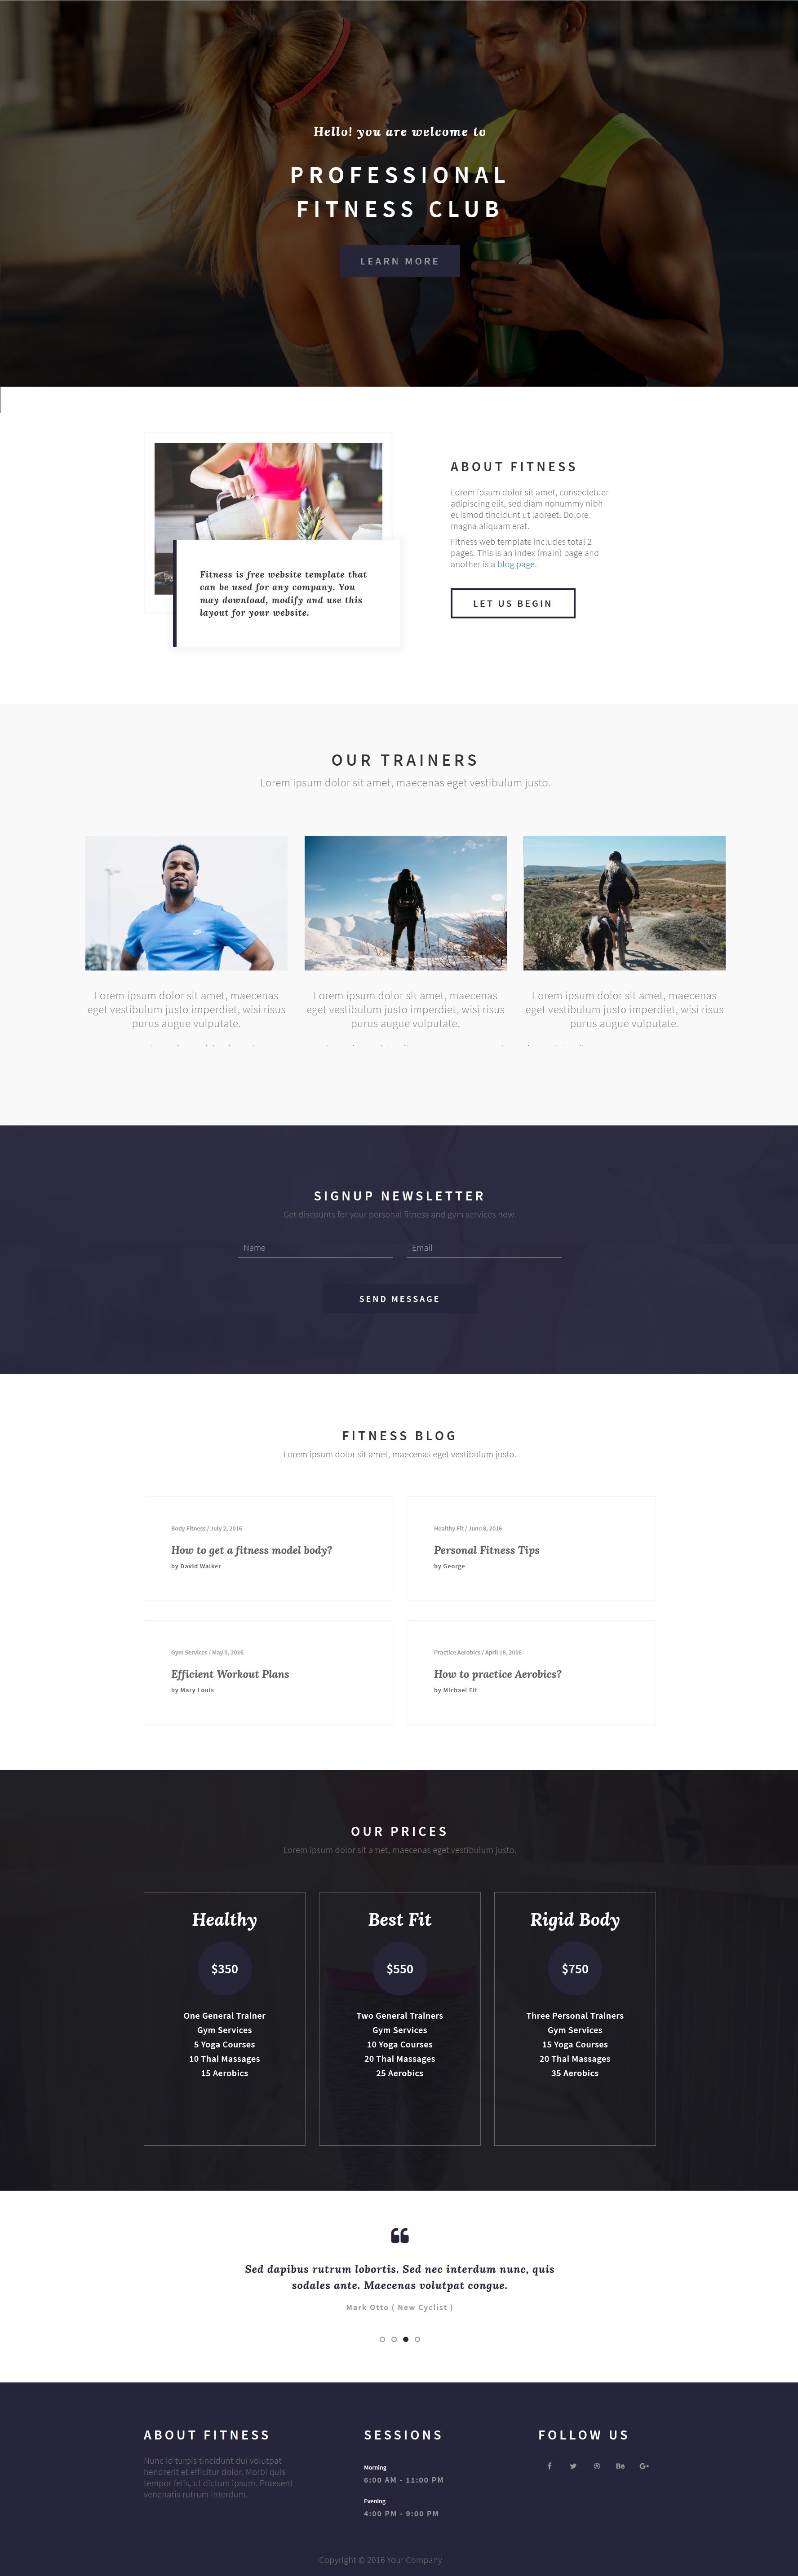 Hello! you are welcome to
PROFESSIONAL
FITNESS CLUB
LEARN MORE
Fitness is free website template that
can be used for any company. You
may download, modify and use this
layout for your website.
ABOUT FITNESS
Lorem ipsum dolor sit amet, consectetuer
adipiscing elit, sed diam nonummy nibh
euismod tincidunt ut laoreet. Dolore
magna aliquam erat.
Fitness web template includes total 2
pages. This is an index (main) page and
another is a blog page.
LET US BEGIN
OUR TRAINERS
Lorem ipsum dolor sit amet, maecenas eget vestibulum justo.
Lorem ipsum dolor sit amet, maecenas
eget vestibulum justo imperdiet, wisi risus
purus augue vulputate.
Lorem ipsum dolor sit amet, maecenas
eget vestibulum justo imperdiet, wisi risus
purus augue vulputate.
Lorem ipsum dolor sit amet, maecenas
eget vestibulum justo imperdiet, wisi risus
purus augue vulputate.
SIGNUP NEWSLETTER
Get discounts for your personal fitness and gym services now.
Name
Email
SEND MESSAGE
FITNESS BLOG
Lorem ipsum dolor sit amet, maecenas eget vestibulum justo.
Body Fitness / July 2, 2016
How to get a fitness model body?
by David Walker
Healthy Fit / June 8, 2016
Personal Fitness Tips
by George
Gym Services / May 9, 2016
Efficient Workout Plans
by Mary Louis
Practice Aerobics / April 18, 2016
How to practice Aerobics?
by Michael Fit
OUR PRICES
Lorem ipsum dolor sit amet, maecenas eget vestibulum justo.
Healthy
$350
One General Trainer
Gym Services
5 Yoga Courses
10 Thai Massages
15 Aerobics
Best Fit
$550
Two General Trainers
Gym Services
10 Yoga Courses
20 Thai Massages
25 Aerobics
Rigid Body
$750
Three Personal Trainers
Gym Services
15 Yoga Courses
20 Thai Massages
35 Aerobics
Sed dapibus rutrum lobortis. Sed nec interdum nunc, quis
sodales ante. Maecenas volutpat congue.
Mark Otto ( New Cyclist )
ABOUT FITNESS
Nunc id turpis tincidunt dui volutpat
hendrerit et efficitur dolor. Morbi quis
tempor felis, ut dictum ipsum. Praesent
venenatis rutrum interdum.
SESSIONS
Morning
6:00 AM - 11:00 PM
Evening
4:00 PM - 9:00 PM
FOLLOW US
Copyright © 2016 Your Company